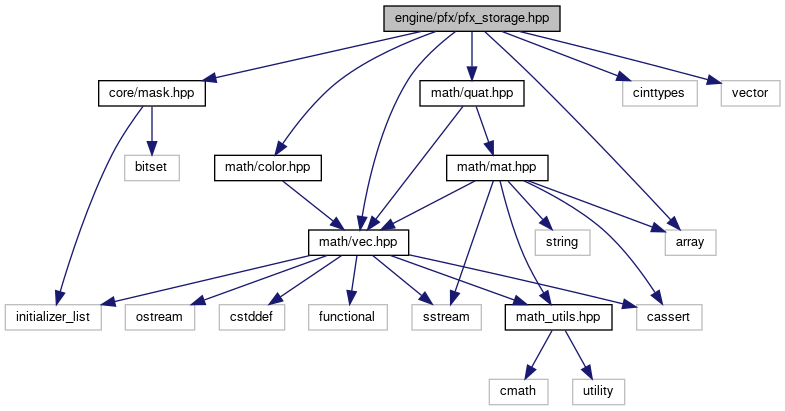 engine/pfx/pfx_storage.hpp
core/mask.hpp
math/quat.hpp
cinttypes
vector
bitset
math/color.hpp
math/mat.hpp
math/vec.hpp
string
array
initializer_list
ostream
cstddef
functional
sstream
math_utils.hpp
cassert
cmath
utility